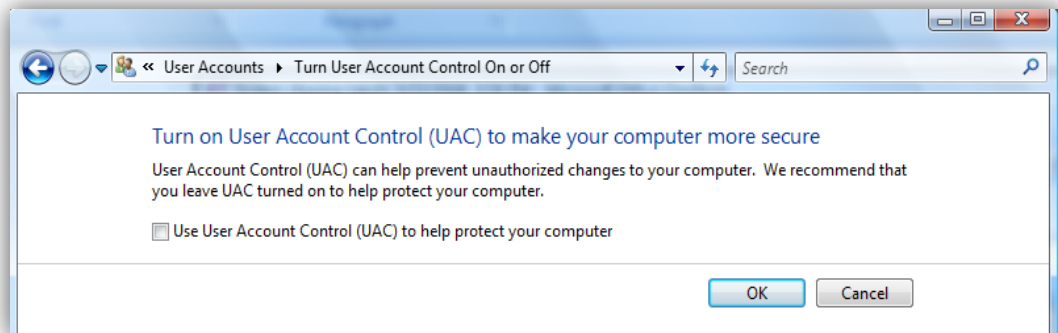 « User Accounts ▸ Turn User Account Control On or Off
Search
Turn on User Account Control (UAC) to make your computer more secure
User Account Control (UAC) can help prevent unauthorized changes to your computer. We recommend that
you leave UAC turned on to help protect your computer.
Use User Account Control (UAC) to help protect your computer
OK
Cancel